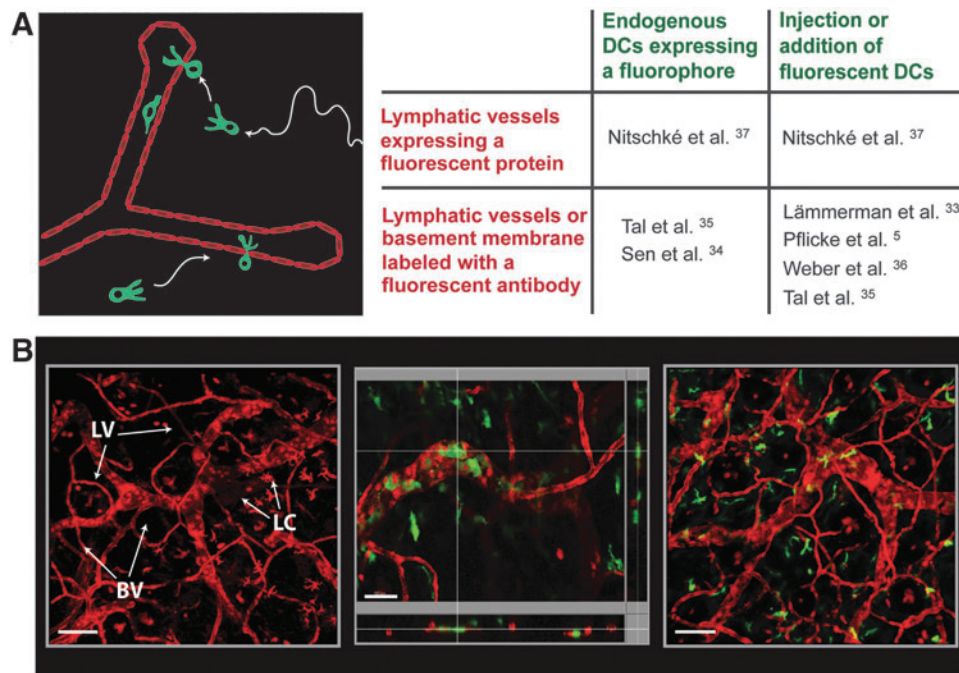 A
Endogenous
DCs expressing
a fluorophore
Injection or
addition of
fluorescent DCs
Lymphatic vessels
expressing a
fluorescent protein
Nitschké et al. 37
Nitschké et al. 37
Lymphatic vessels or
basement membrane
labeled with a
fluorescent antibody
Tal et al. 35
Sen et al. 34
Lämmerman et al. 33
Pflicke et al. 5
Weber et al. 36
Tal et al. 35
B
LV
LC
BV